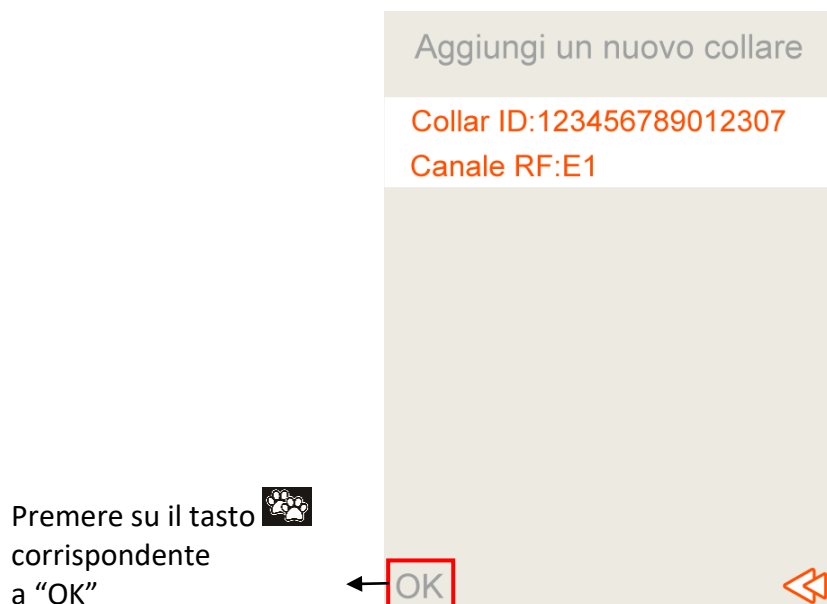 Aggiungi un nuovo collare
Collar ID:123456789012307
Canale RF:E1
Premere su il tasto
corrispondente
a “OK”
OK